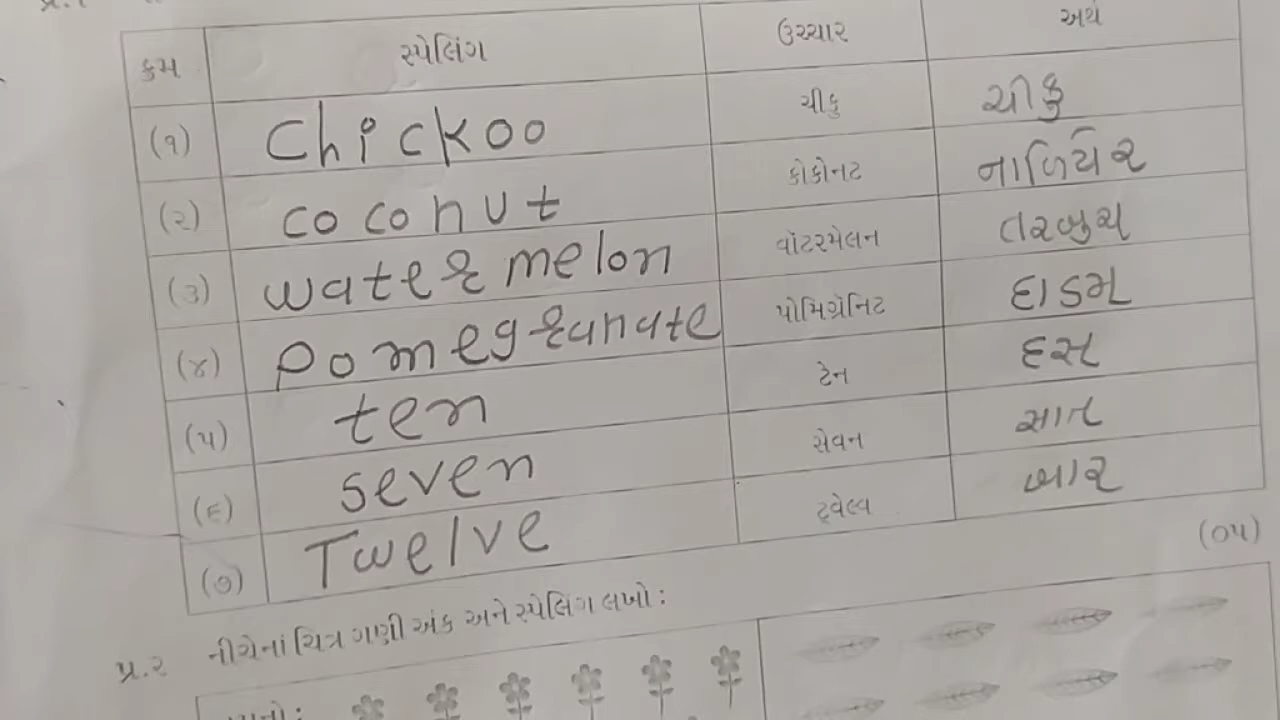 ક્રમ સ્પેલિંગ ઉચ્ચાર અર્થ
(૧) Chickoo ચીકુ ચીકુ
(૨) coconut કોકોનટ નાળિયેર
(૩) watermelon વૉટરમેલન તરબુચ
(૪) Pomegranate પોમિગ્રેનિટ દાડમ
(૫) ten ટેન દસ
(૬) seven સેવન સાત
(૭) Twelve ટ્વેલ્વ બાર
(૦૫)
પ્ર.૨ નીચેનાં ચિત્ર ગણી અંક અને સ્પેલિંગ લખો :